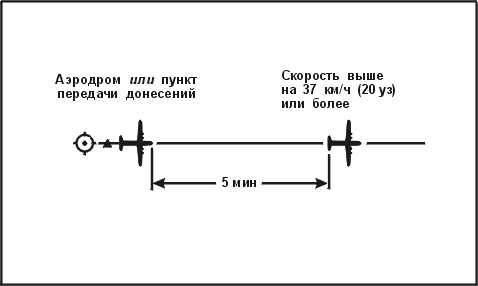 Аэродром или пункт
передачи донесений
Скорость выше
на 37 км/ч (20 уз)
или более
5 мин